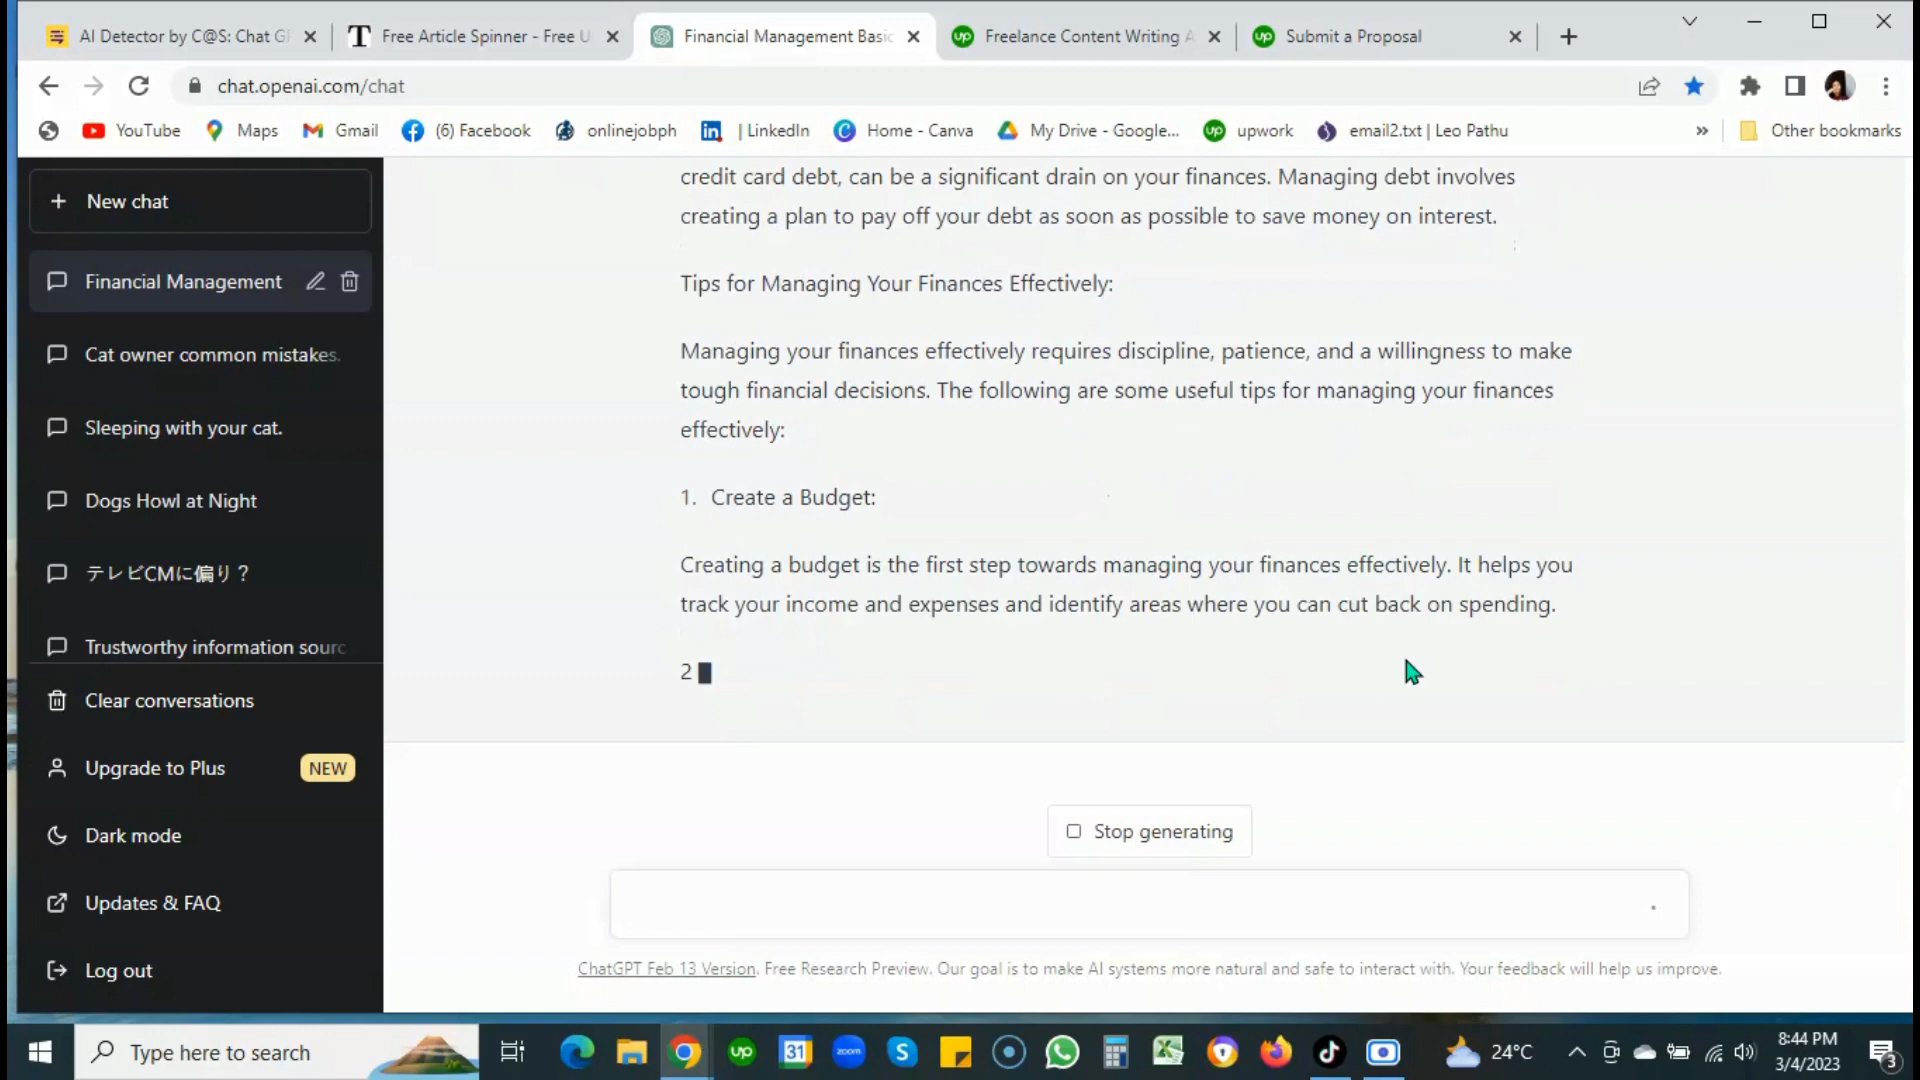 AI Detector by C@S: Chat G
Free Article Spinner - Free U
Financial Management Basic
Freelance Content Writing A
Submit a Proposal
chat.openai.com/chat
YouTube
Maps
Gmail
(6) Facebook
onlinejobph
| LinkedIn
Home - Canva
My Drive - Google...
upwork
email2.txt | Leo Pathu
»
Other bookmarks
+ New chat
Financial Management
Cat owner common mistakes.
Sleeping with your cat.
Dogs Howl at Night
テレビCMに偏り？
Trustworthy information sourc
Clear conversations
Upgrade to Plus
NEW
Dark mode
Updates & FAQ
Log out
credit card debt, can be a significant drain on your finances. Managing debt involves
creating a plan to pay off your debt as soon as possible to save money on interest.
Tips for Managing Your Finances Effectively:
Managing your finances effectively requires discipline, patience, and a willingness to make
tough financial decisions. The following are some useful tips for managing your finances
effectively:
1. Create a Budget:
Creating a budget is the first step towards managing your finances effectively. It helps you
track your income and expenses and identify areas where you can cut back on spending.
2
Stop generating
ChatGPT Feb 13 Version. Free Research Preview. Our goal is to make AI systems more natural and safe to interact with. Your feedback will help us improve.
Type here to search
up
31
zoom
24°C
8:44 PM
3/4/2023
3